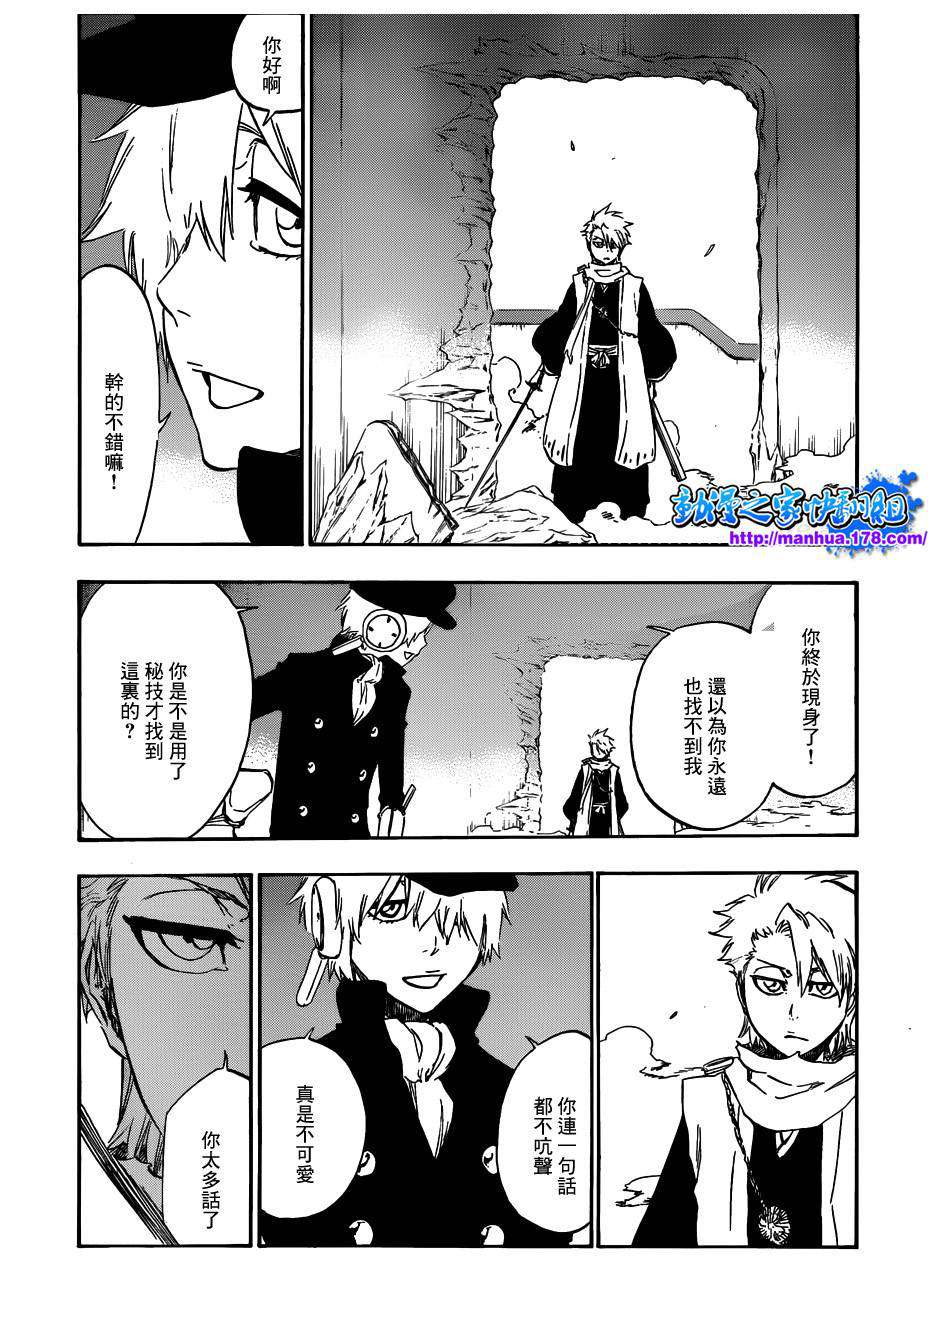 你好啊
幹的不錯嘛！
動漫之家快翻組
http://manhua.178.com/
你終於現身了！
還以為你永遠
也找不到我
你是不是用了
秘技才找到
這裏的？
你連一句話
都不吭聲
真是不可愛
你太多話了